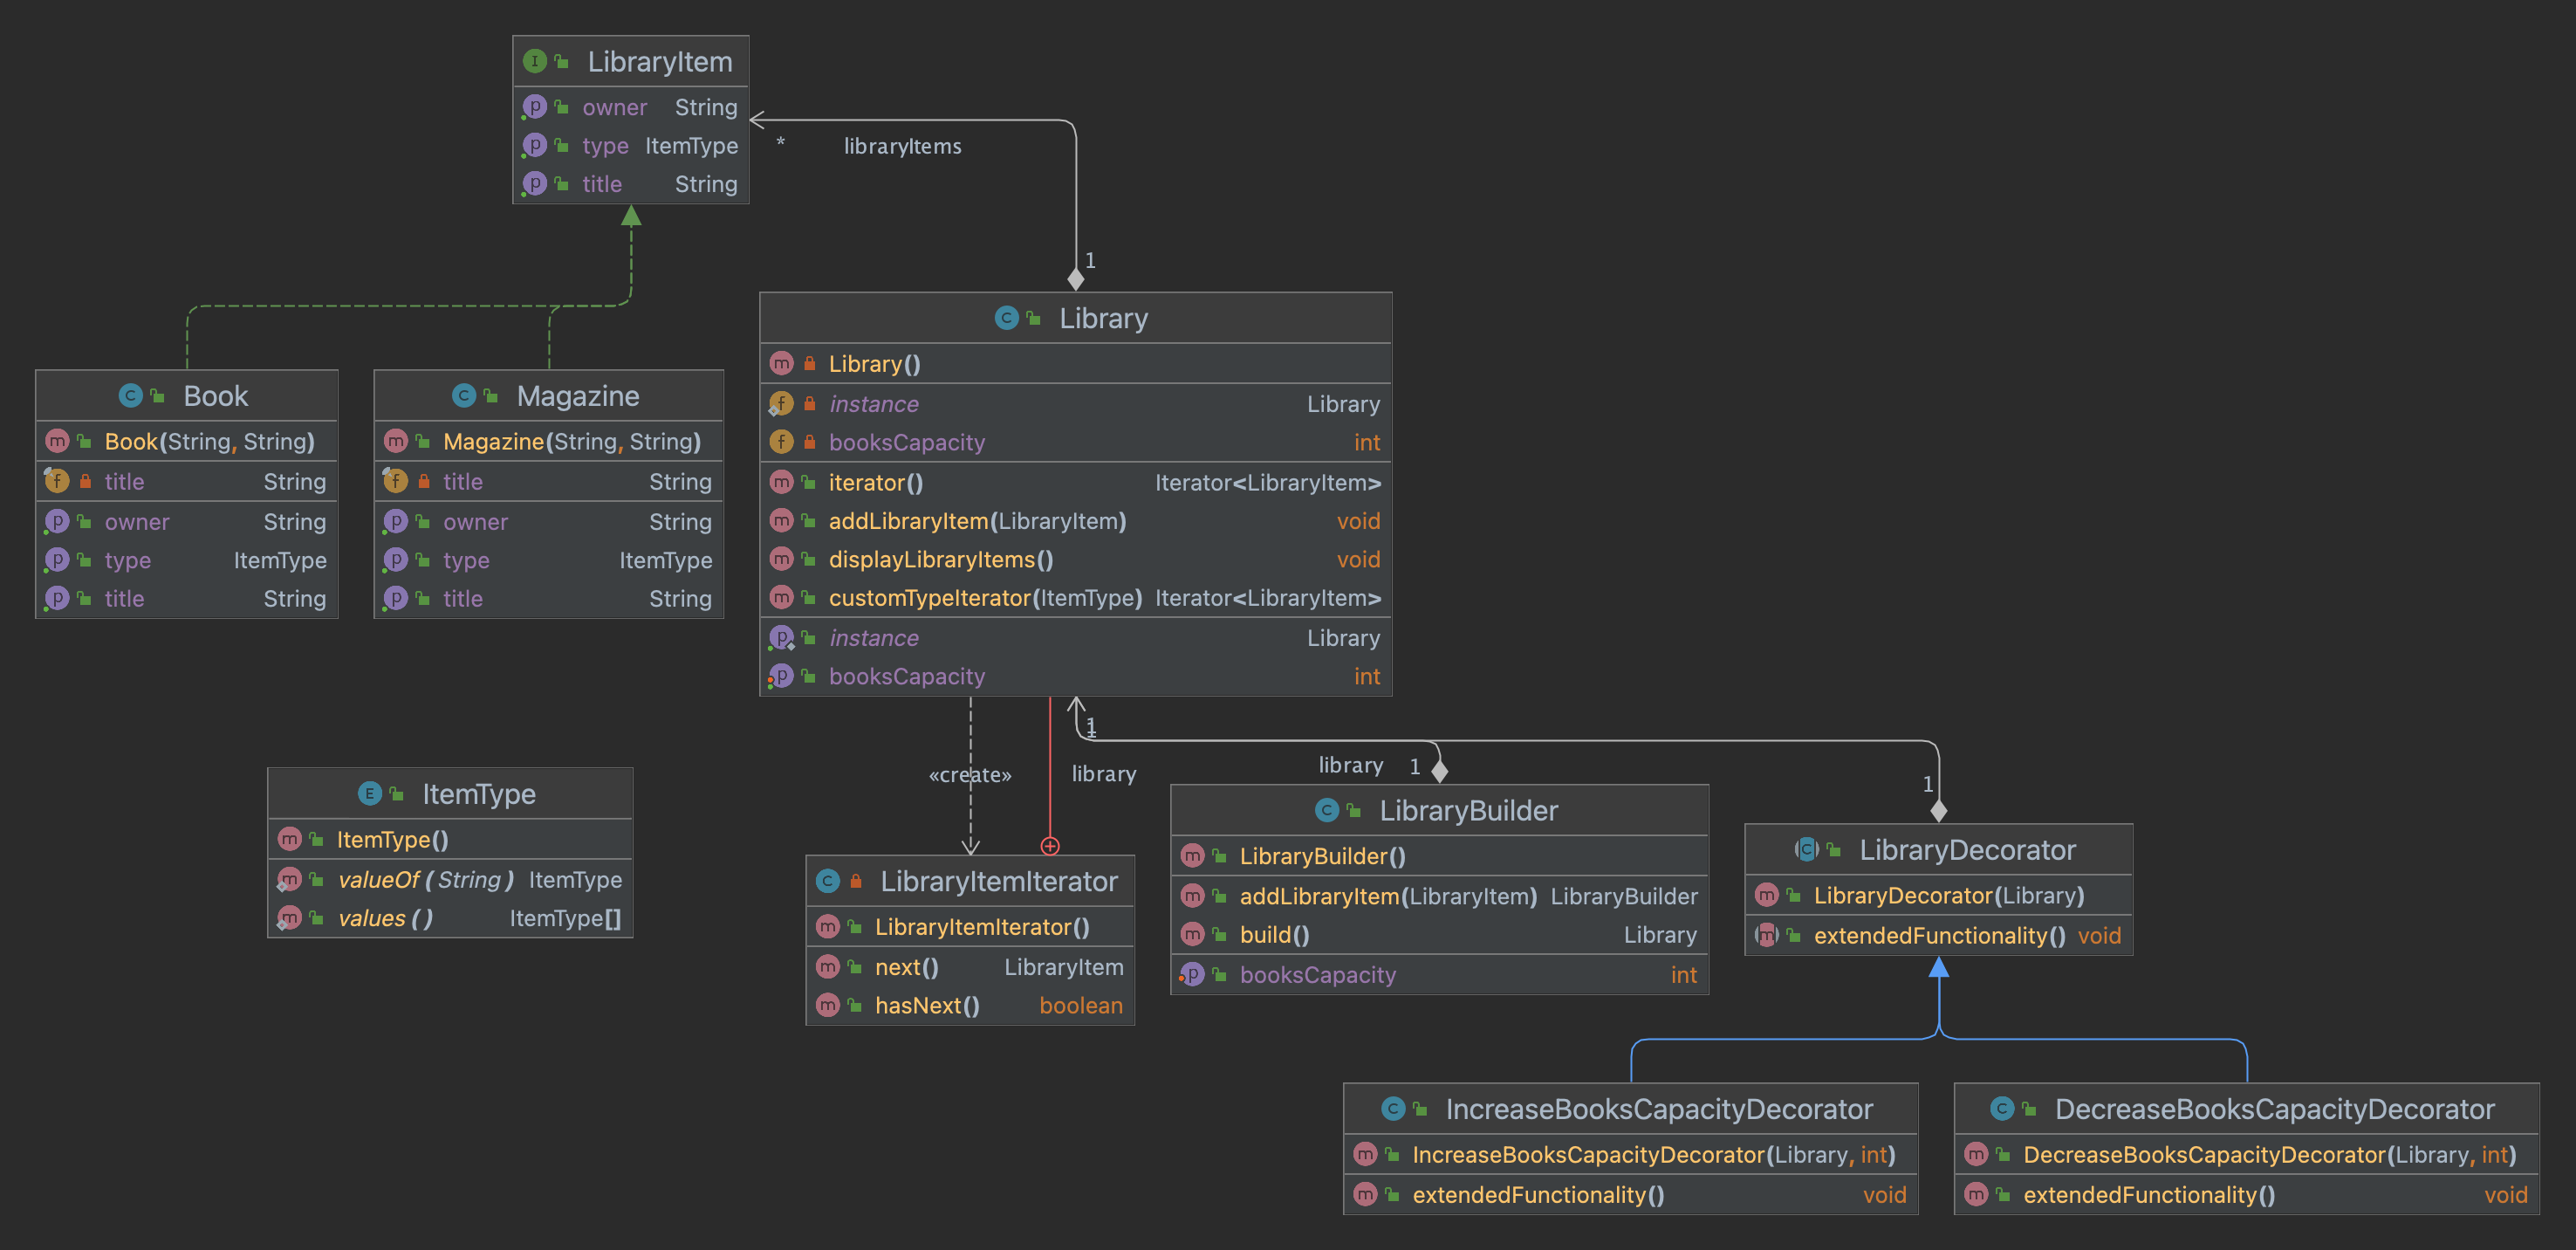 LibraryItem
owner String
type ItemType
title String
* libraryItems
1
Book
Book(String, String)
title String
owner String
type ItemType
title String
Magazine
Magazine(String, String)
title String
owner String
type ItemType
title String
Library
Library()
instance Library
booksCapacity int
iterator() Iterator<LibraryItem>
addLibraryItem(LibraryItem) void
displayLibraryItems() void
customTypeIterator(ItemType) Iterator<LibraryItem>
instance Library
booksCapacity int
1
1
«create»
library
library 1
1
ItemType
ItemType()
valueOf(String) ItemType
values() ItemType[]
LibraryItemIterator
LibraryItemIterator()
next() LibraryItem
hasNext() boolean
LibraryBuilder
LibraryBuilder()
addLibraryItem(LibraryItem) LibraryBuilder
build() Library
booksCapacity int
LibraryDecorator
LibraryDecorator(Library)
extendedFunctionality() void
IncreaseBooksCapacityDecorator
IncreaseBooksCapacityDecorator(Library, int)
extendedFunctionality() void
DecreaseBooksCapacityDecorator
DecreaseBooksCapacityDecorator(Library, int)
extendedFunctionality() void